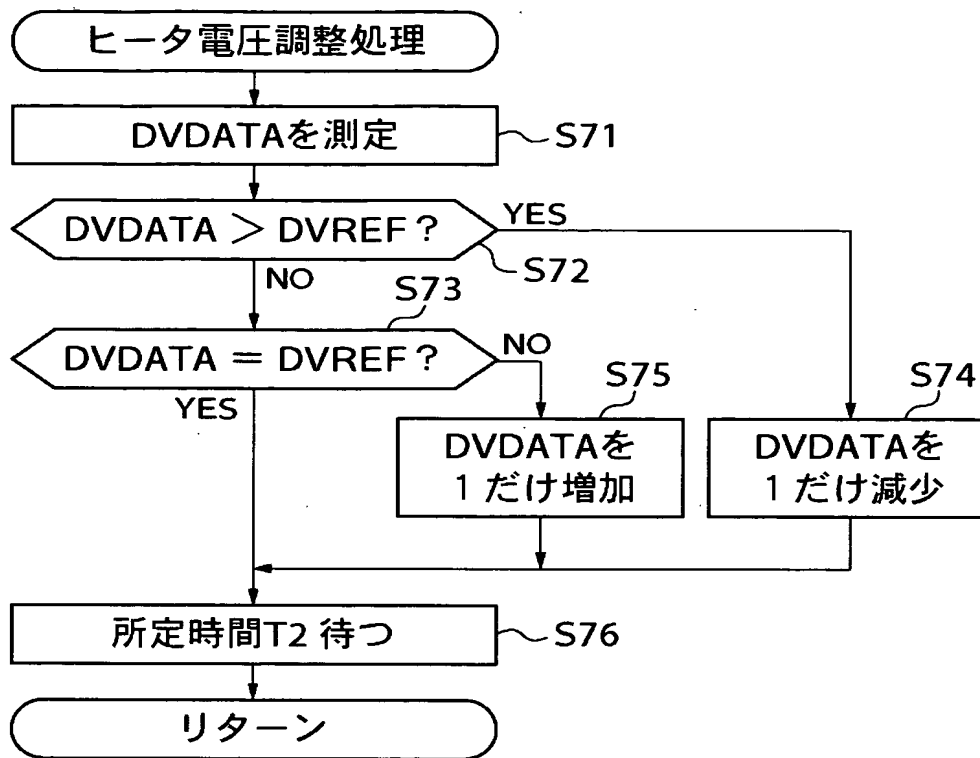 ヒータ電圧調整処理
DVDATAを測定
S71
DVDATA > DVREF?
YES
S72
NO
S73
DVDATA = DVREF?
NO
YES
S75
S74
DVDATAを
1だけ増加
DVDATAを
1だけ減少
所定時間T2 待つ
S76
リターン